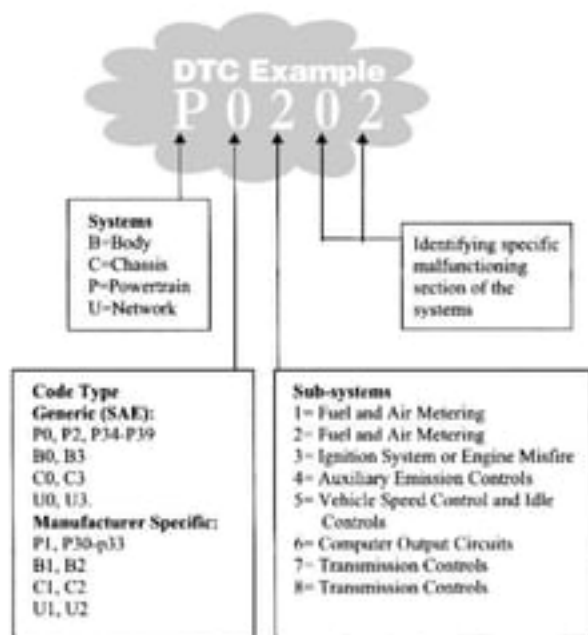 DTC Example
P0202
Systems
B=Body
C=Chassis
P=Powertrain
U=Network
Identifying specific
malfunctioning
section of the
systems
Code Type
Generic (SAE):
P0, P2, P34-P39
B0, B3
C0, C3
U0, U3.
Manufacturer Specific:
P1, P30-p33
B1, B2
C1, C2
U1, U2
Sub-systems
1= Fuel and Air Metering
2= Fuel and Air Metering
3= Ignition System or Engine Misfire
4= Auxiliary Emission Controls
5= Vehicle Speed Control and Idle
Controls
6= Computer Output Circuits
7= Transmission Controls
8= Transmission Controls